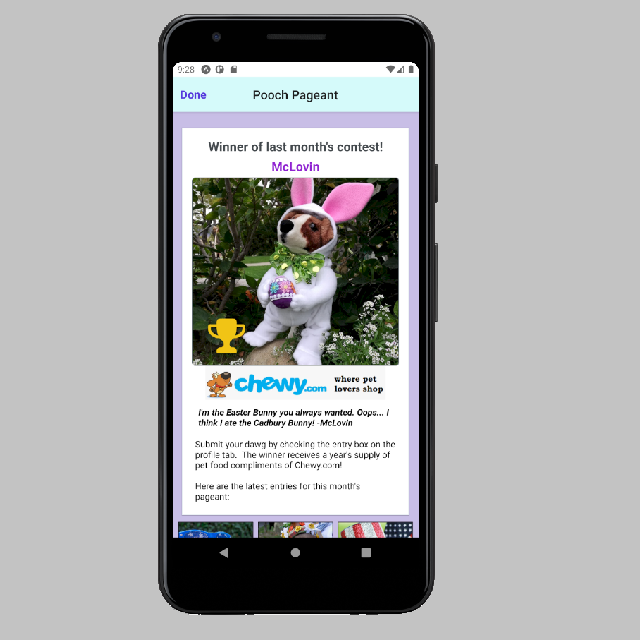 9:28
Done
Pooch Pageant
Winner of last month's contest!
McLovin
chewy.com
where pet
lovers shop
I'm the Easter Bunny you always wanted. Oops... I
think I ate the Cadbury Bunny! -McLovin
Submit your dawg by checking the entry box on the
profile tab. The winner receives a year's supply of
pet food compliments of Chewy.com!
Here are the latest entries for this month's
pageant: